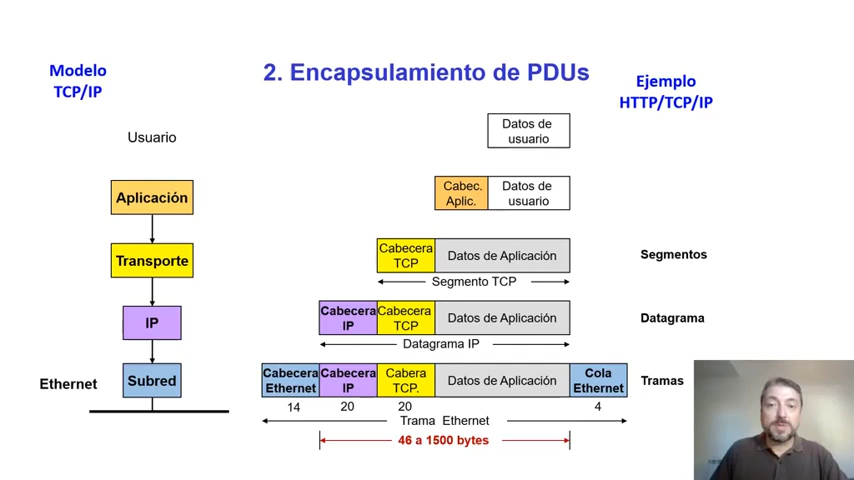 2. Encapsulamiento de PDUs
Modelo
TCP/IP
Ejemplo
HTTP/TCP/IP
Usuario
Datos de
usuario
Aplicación
Cabec.
Aplic.
Datos de
usuario
Transporte
Cabecera
TCP
Datos de Aplicación
Segmentos
Segmento TCP
IP
Cabecera
IP
Cabecera
TCP
Datos de Aplicación
Datagrama
Datagrama IP
Ethernet
Subred
Cabecera
Ethernet
Cabecera
IP
Cabera
TCP.
Datos de Aplicación
Cola
Ethernet
Tramas
14
20
20
4
Trama Ethernet
46 a 1500 bytes